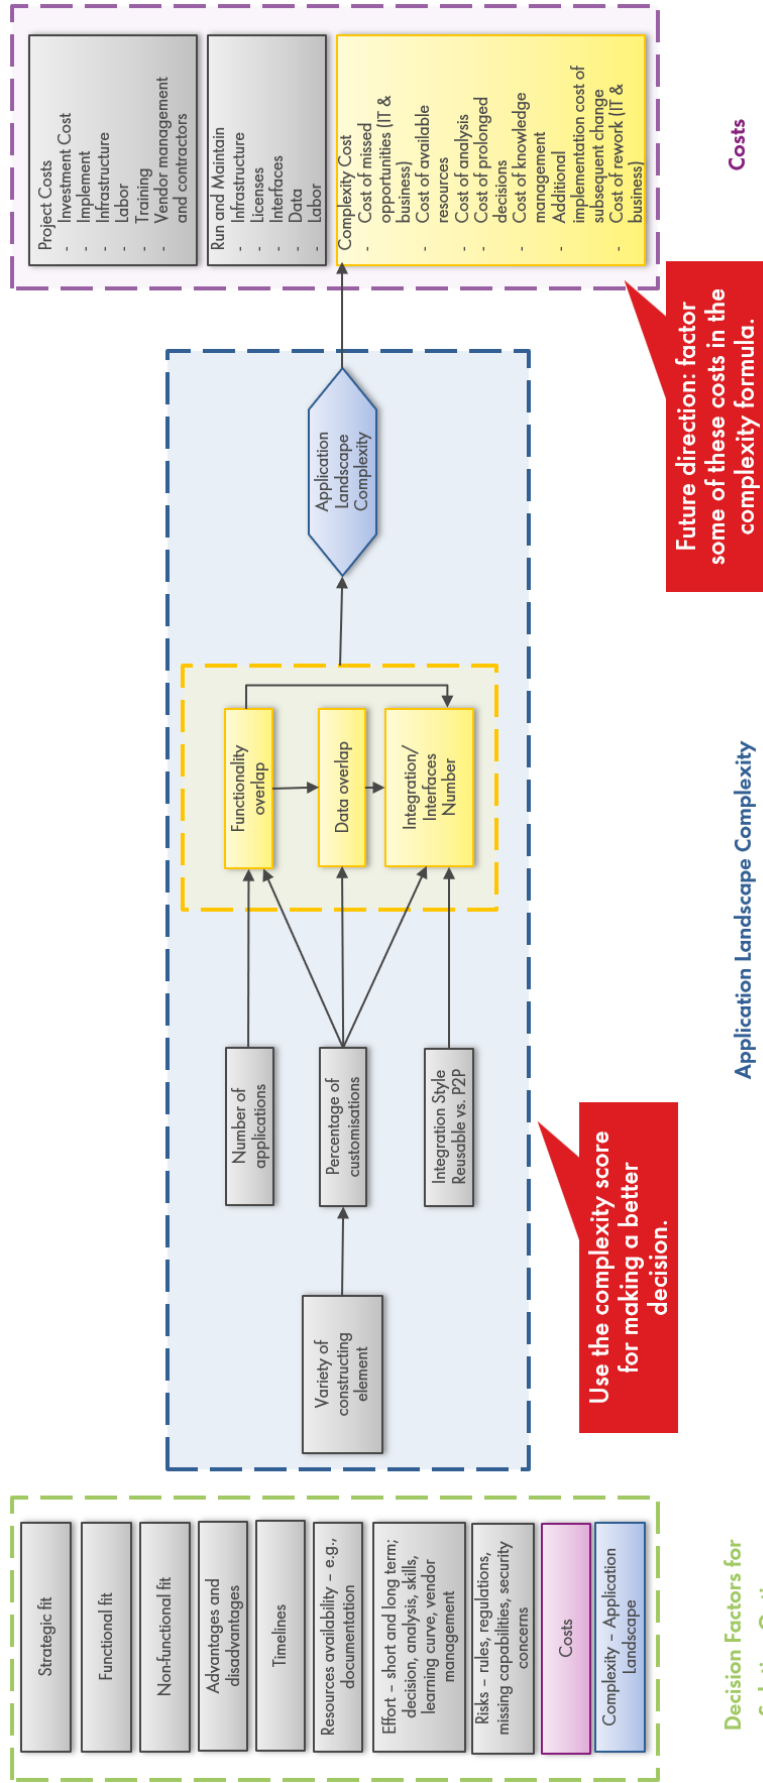 Strategic fit
Functional fit
Non-functional fit
Advantages and
disadvantages
Timelines
Resources availability – e.g.,
documentation
Effort – short and long term;
decision, analysis, skills,
learning curve, vendor
management
Risks – rules, regulations,
missing capabilities, security
concerns
Costs
Complexity – Application
Landscape
Decision Factors for
Variety of
constructing
element
Number of
applications
Percentage of
customisations
Integration Style
Reusable vs. P2P
Functionality
overlap
Data overlap
Integration/
Interfaces
Number
Application
Landscape
Complexity
Use the complexity score
for making a better
decision.
Application Landscape Complexity
Project Costs
- Investment Cost
- Implement
- Infrastructure
- Labor
- Training
- Vendor management
and contractors
Run and Maintain
- Infrastructure
- Licenses
- Interfaces
- Data
- Labor
Complexity Cost
- Cost of missed
opportunities (IT &
business)
- Cost of available
resources
- Cost of analysis
- Cost of prolonged
decisions
- Cost of knowledge
management
- Additional
implementation cost of
subsequent change
- Cost of rework (IT &
business)
Future direction: factor
some of these costs in the
complexity formula.
Costs